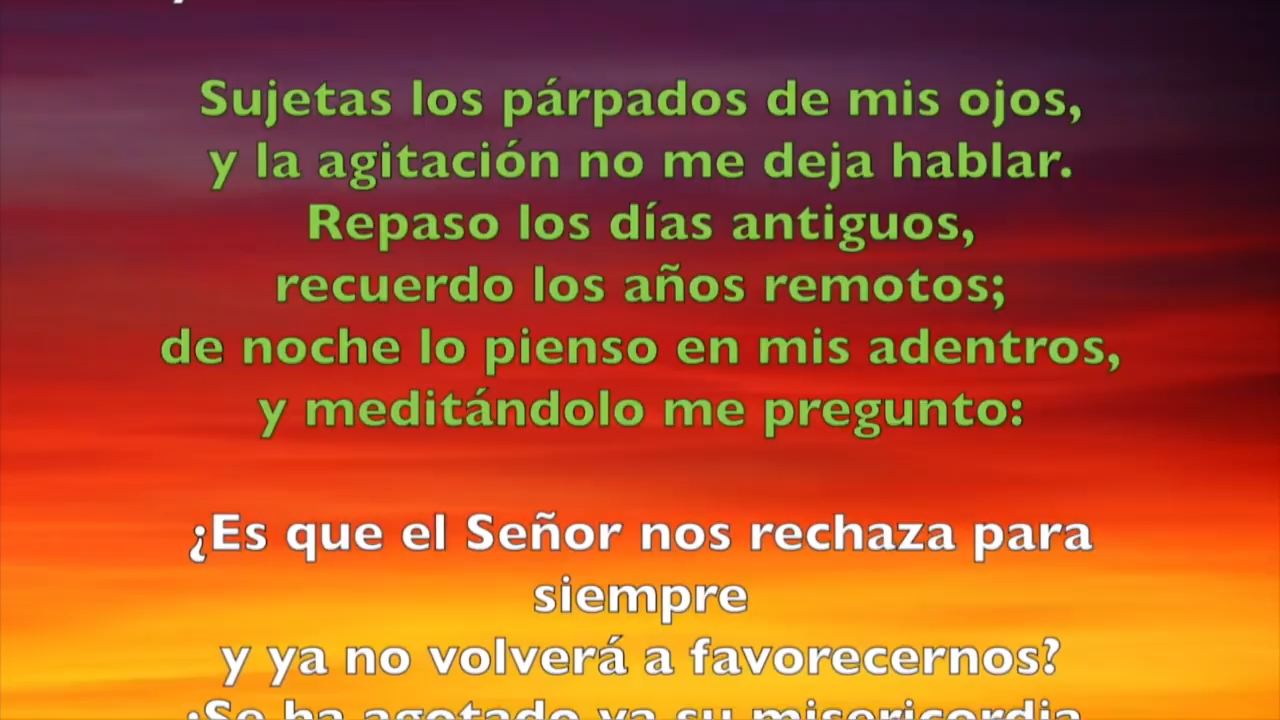 Sujetas los párpados de mis ojos,
y la agitación no me deja hablar.
Repaso los días antiguos,
recuerdo los años remotos;
de noche lo pienso en mis adentros,
y meditándolo me pregunto:
¿Es que el Señor nos rechaza para
siempre
y ya no volverá a favorecernos?
¿Se ha agotado ya su misericordia